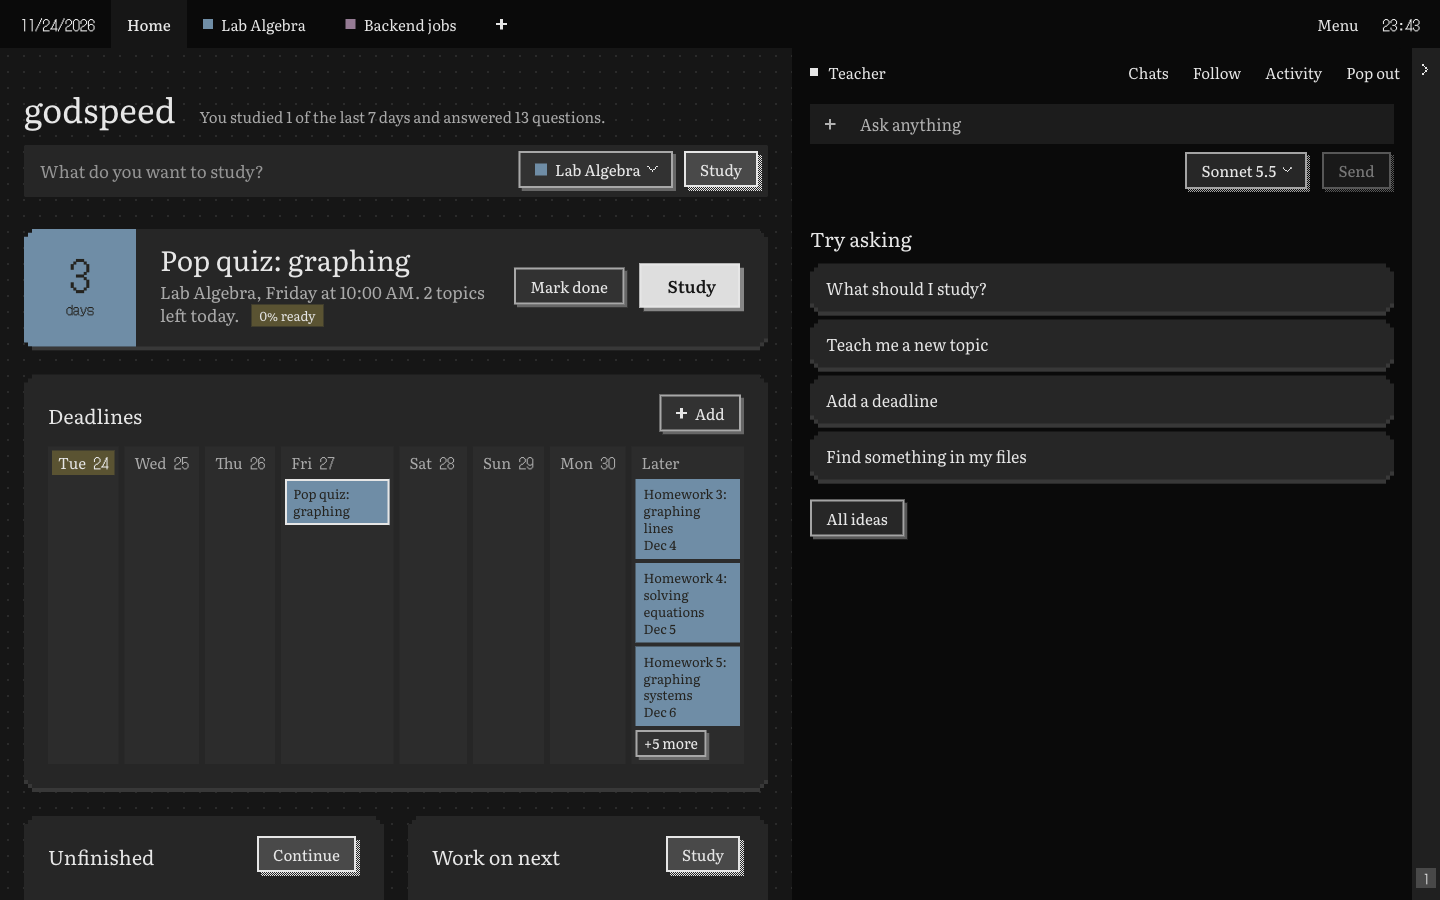 11/24/2026
Home
Lab Algebra
Backend jobs
+
Menu
23:43
godspeed
You studied 1 of the last 7 days and answered 13 questions.
What do you want to study?
Lab Algebra
Study
3
days
Pop quiz: graphing
Lab Algebra, Friday at 10:00 AM. 2 topics
left today.
0% ready
Mark done
Study
Deadlines
+ Add
Tue 24
Wed 25
Thu 26
Fri 27
Sat 28
Sun 29
Mon 30
Later
Pop quiz:
graphing
Homework 3:
graphing
lines
Dec 4
Homework 4:
solving
equations
Dec 5
Homework 5:
graphing
systems
Dec 6
+5 more
Unfinished
Continue
Work on next
Study
Teacher
Chats
Follow
Activity
Pop out
+ Ask anything
Sonnet 5.5
Send
Try asking
What should I study?
Teach me a new topic
Add a deadline
Find something in my files
All ideas
1